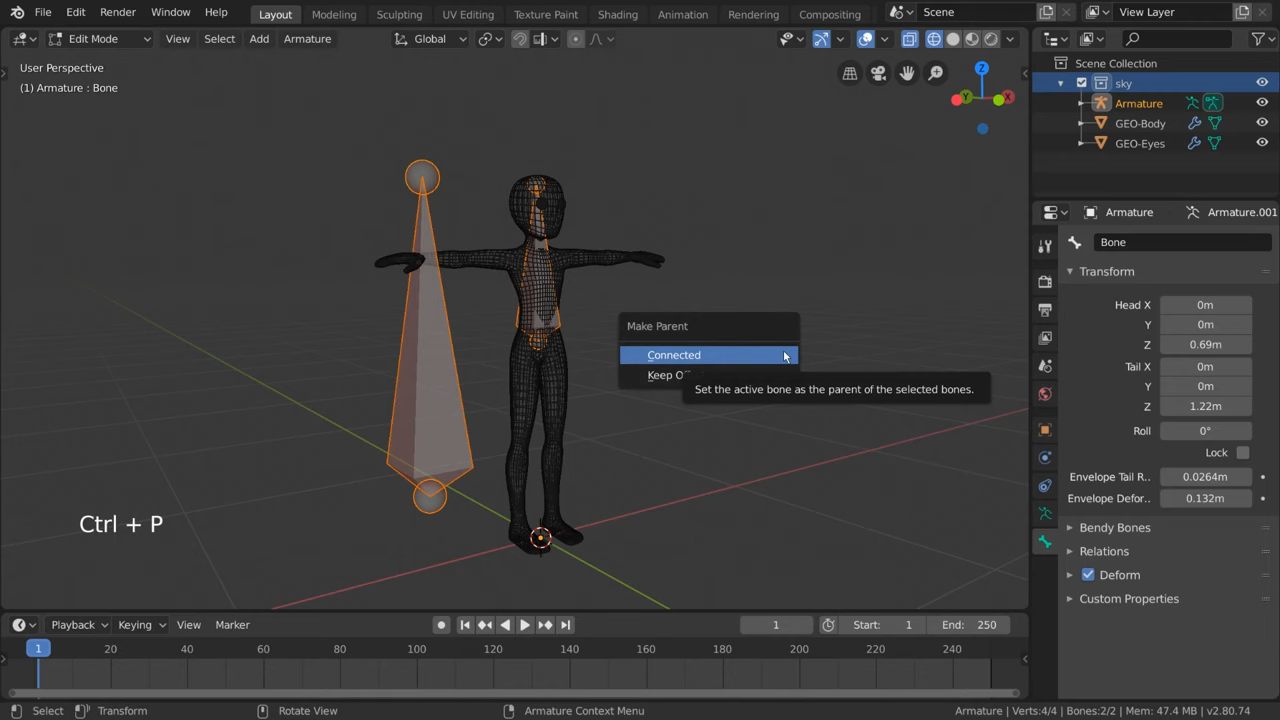 File Edit Render Window Help Layout Modeling Sculpting UV Editing Texture Paint Shading Animation Rendering Compositing Scene View Layer
Edit Mode View Select Add Armature Global
User Perspective
(1) Armature : Bone
Scene Collection
sky
Armature
GEO-Body
GEO-Eyes
Z
Y
X
Make Parent
Connected
Keep
Set the active bone as the parent of the selected bones.
Ctrl + P
Armature Armature.001
Bone
Transform
Head X 0m
Y 0m
Z 0.69m
Tail X 0m
Y 0m
Z 1.22m
Roll 0°
Lock
Envelope Tail R.. 0.0264m
Envelope Defor.. 0.132m
Bendy Bones
Relations
Deform
Custom Properties
Playback Keying View Marker 1 Start: 1 End: 250
1 20 40 60 80 100 120 140 160 180 200 220 240
Select Transform Rotate View Armature Context Menu Armature | Verts:4/4 | Bones:2/2 | Mem: 47.4 MB | v2.80.74